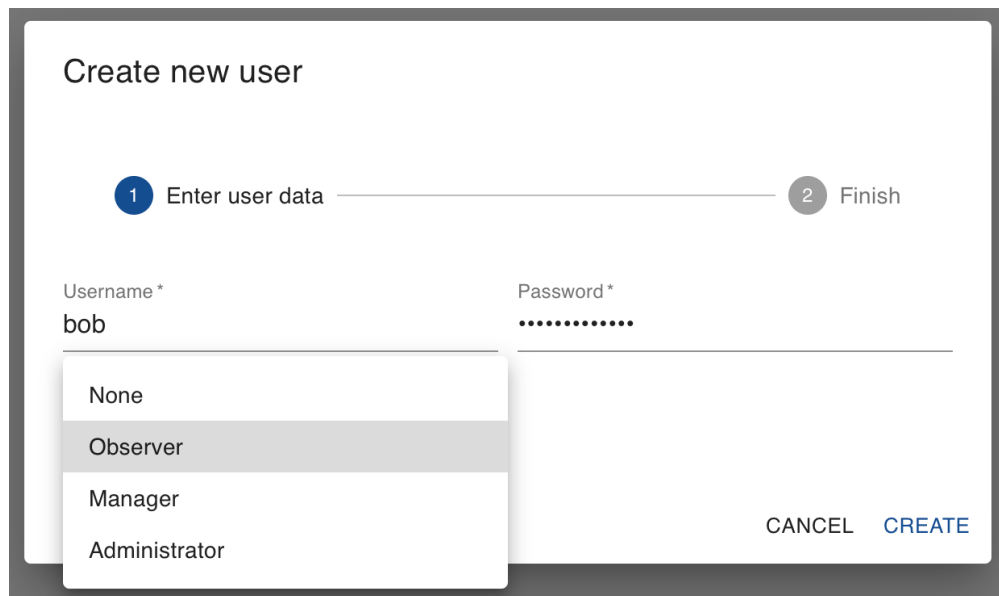 Create new user
1 Enter user data 2 Finish
Username * Password *
bob •••••••••••••
None
Observer
Manager
Administrator
CANCEL CREATE